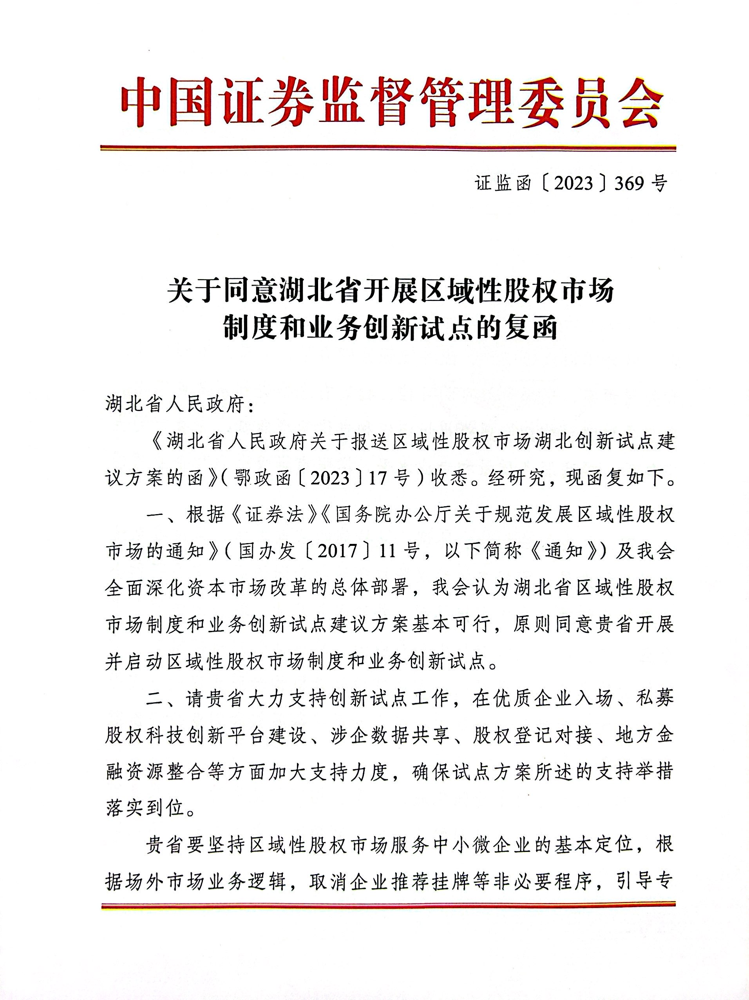 中国证券监督管理委员会
证监函〔2023〕369 号
关于同意湖北省开展区域性股权市场
制度和业务创新试点的复函
湖北省人民政府：
《湖北省人民政府关于报送区域性股权市场湖北创新试点建
议方案的函》（鄂政函〔2023〕17 号）收悉。经研究，现函复如下。
一、根据《证券法》《国务院办公厅关于规范发展区域性股权
市场的通知》（国办发〔2017〕11 号，以下简称《通知》）及我会
全面深化资本市场改革的总体部署，我会认为湖北省区域性股权
市场制度和业务创新试点建议方案基本可行，原则同意贵省开展
并启动区域性股权市场制度和业务创新试点。
二、请贵省大力支持创新试点工作，在优质企业入场、私募
股权科技创新平台建设、涉企数据共享、股权登记对接、地方金
融资源整合等方面加大支持力度，确保试点方案所述的支持举措
落实到位。
贵省要坚持区域性股权市场服务中小微企业的基本定位，根
据场外市场业务逻辑，取消企业推荐挂牌等非必要程序，引导专